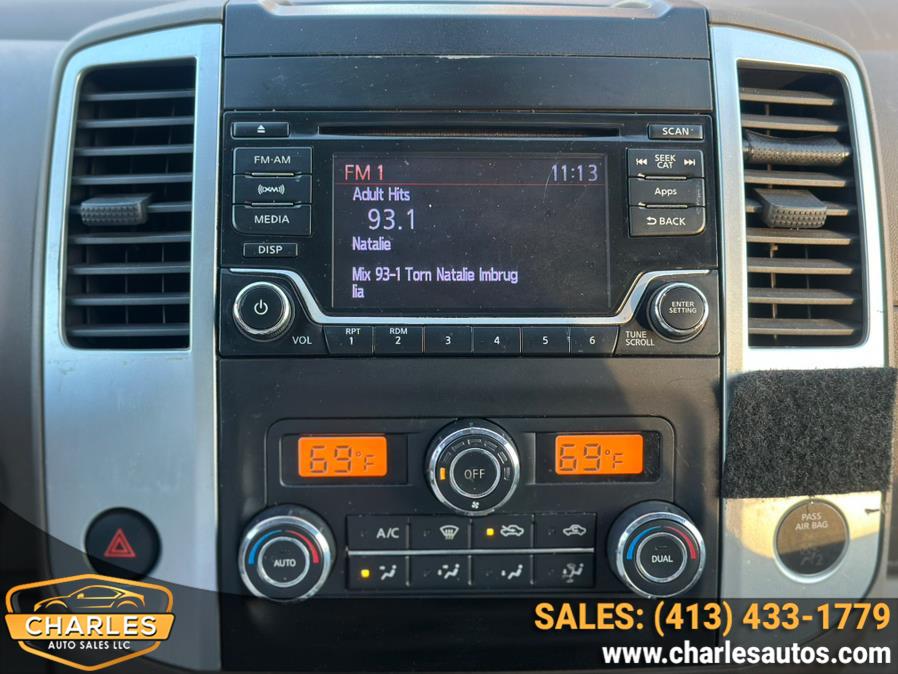 SCAN
FM·AM
FM 1
11:13
SEEK
CAT
Adult Hits
XM
Apps
93.1
MEDIA
BACK
Natalie
DISP
Mix 93-1 Torn Natalie Imbrug
lia
ENTER
SETTING
VOL
RPT
1
RDM
2
3
4
5
6
TUNE
SCROLL
69°F
OFF
69°F
PASS
AIR BAG
A/C
AUTO
DUAL
CHARLES
AUTO SALES LLC
SALES: (413) 433-1779
www.charlesautos.com